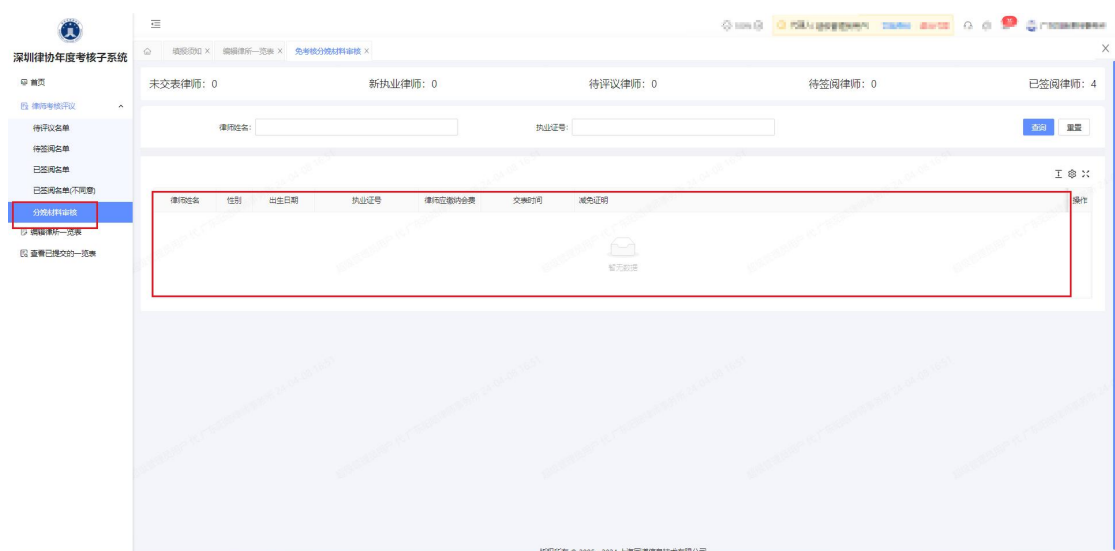 深圳律协年度考核子系统
首页
律师考核评议
待评议名单
待签阅名单
已签阅名单
已签阅名单(不同意)
分娩材料审核
编辑律所一览表
查看已提交的一览表
填报须知 × 编辑律所一览表 × 免考核分娩材料审核 ×
未交表律师：0 新执业律师：0 待评议律师：0 待签阅律师：0 已签阅律师：4
律师姓名: 执业证号: 查询 重置
律师姓名 性别 出生日期 执业证号 律师应缴纳会费 交表时间 减免证明 操作
暂无数据